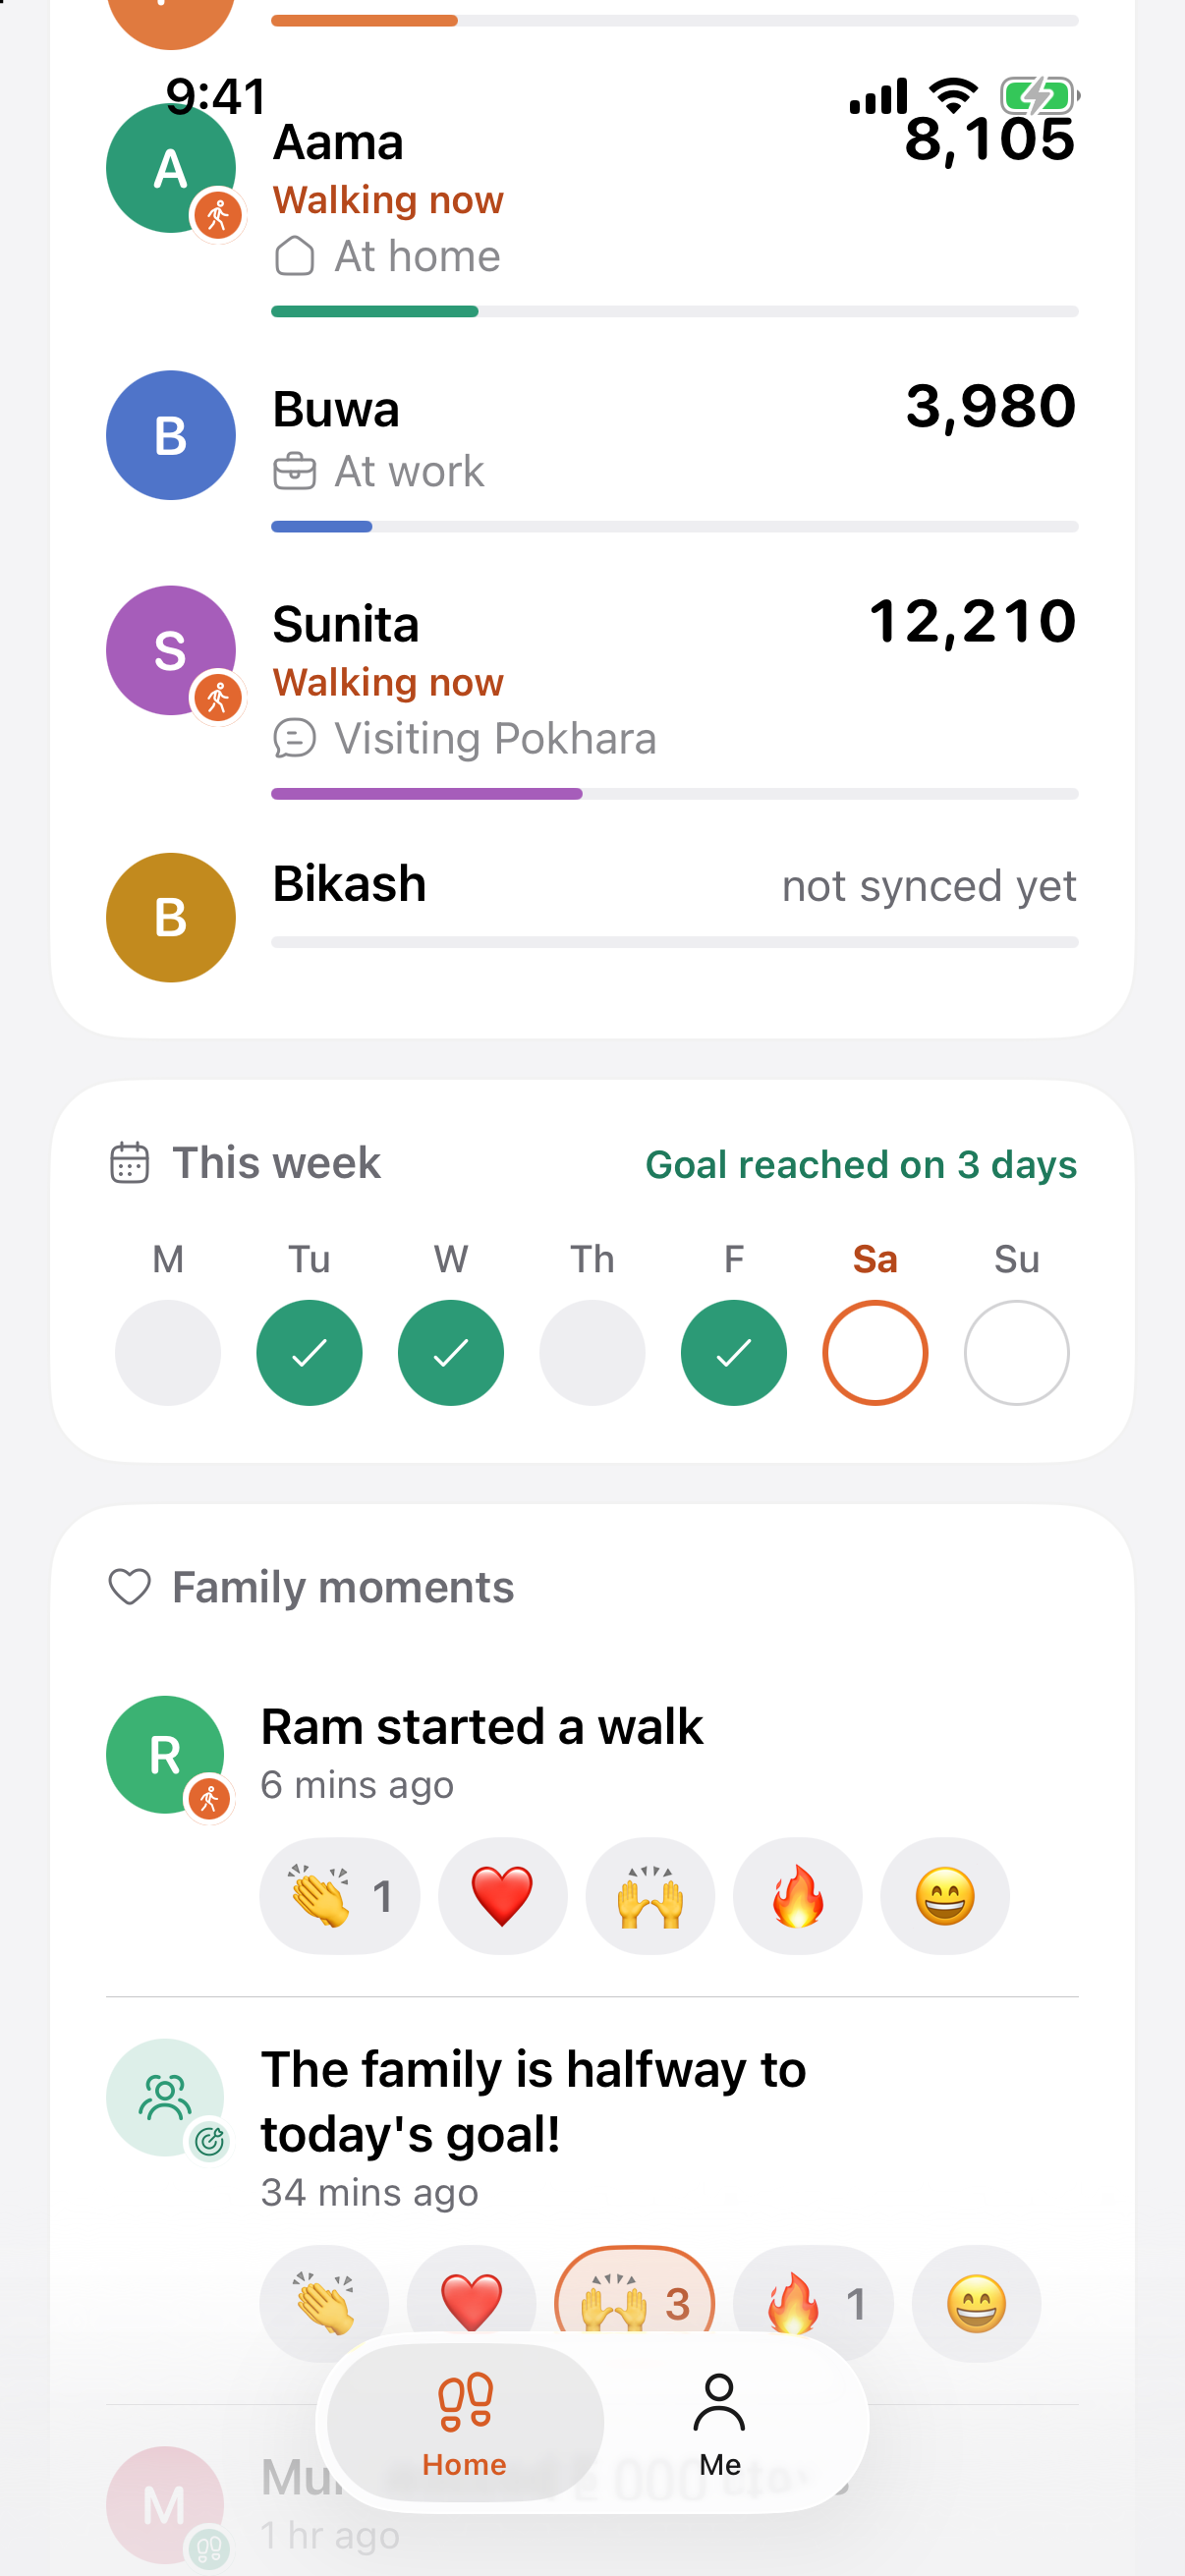 9:41
A
Aama
8,105
Walking now
At home
B
Buwa
3,980
At work
S
Sunita
12,210
Walking now
Visiting Pokhara
B
Bikash
not synced yet
This week
Goal reached on 3 days
M Tu W Th F Sa Su
Family moments
R
Ram started a walk
6 mins ago
👏 1 ❤️ 🙌 🔥 😄
The family is halfway to
today's goal!
34 mins ago
👏 ❤️ 🙌 3 🔥 1 😄
M
1 hr ago
Home
Me